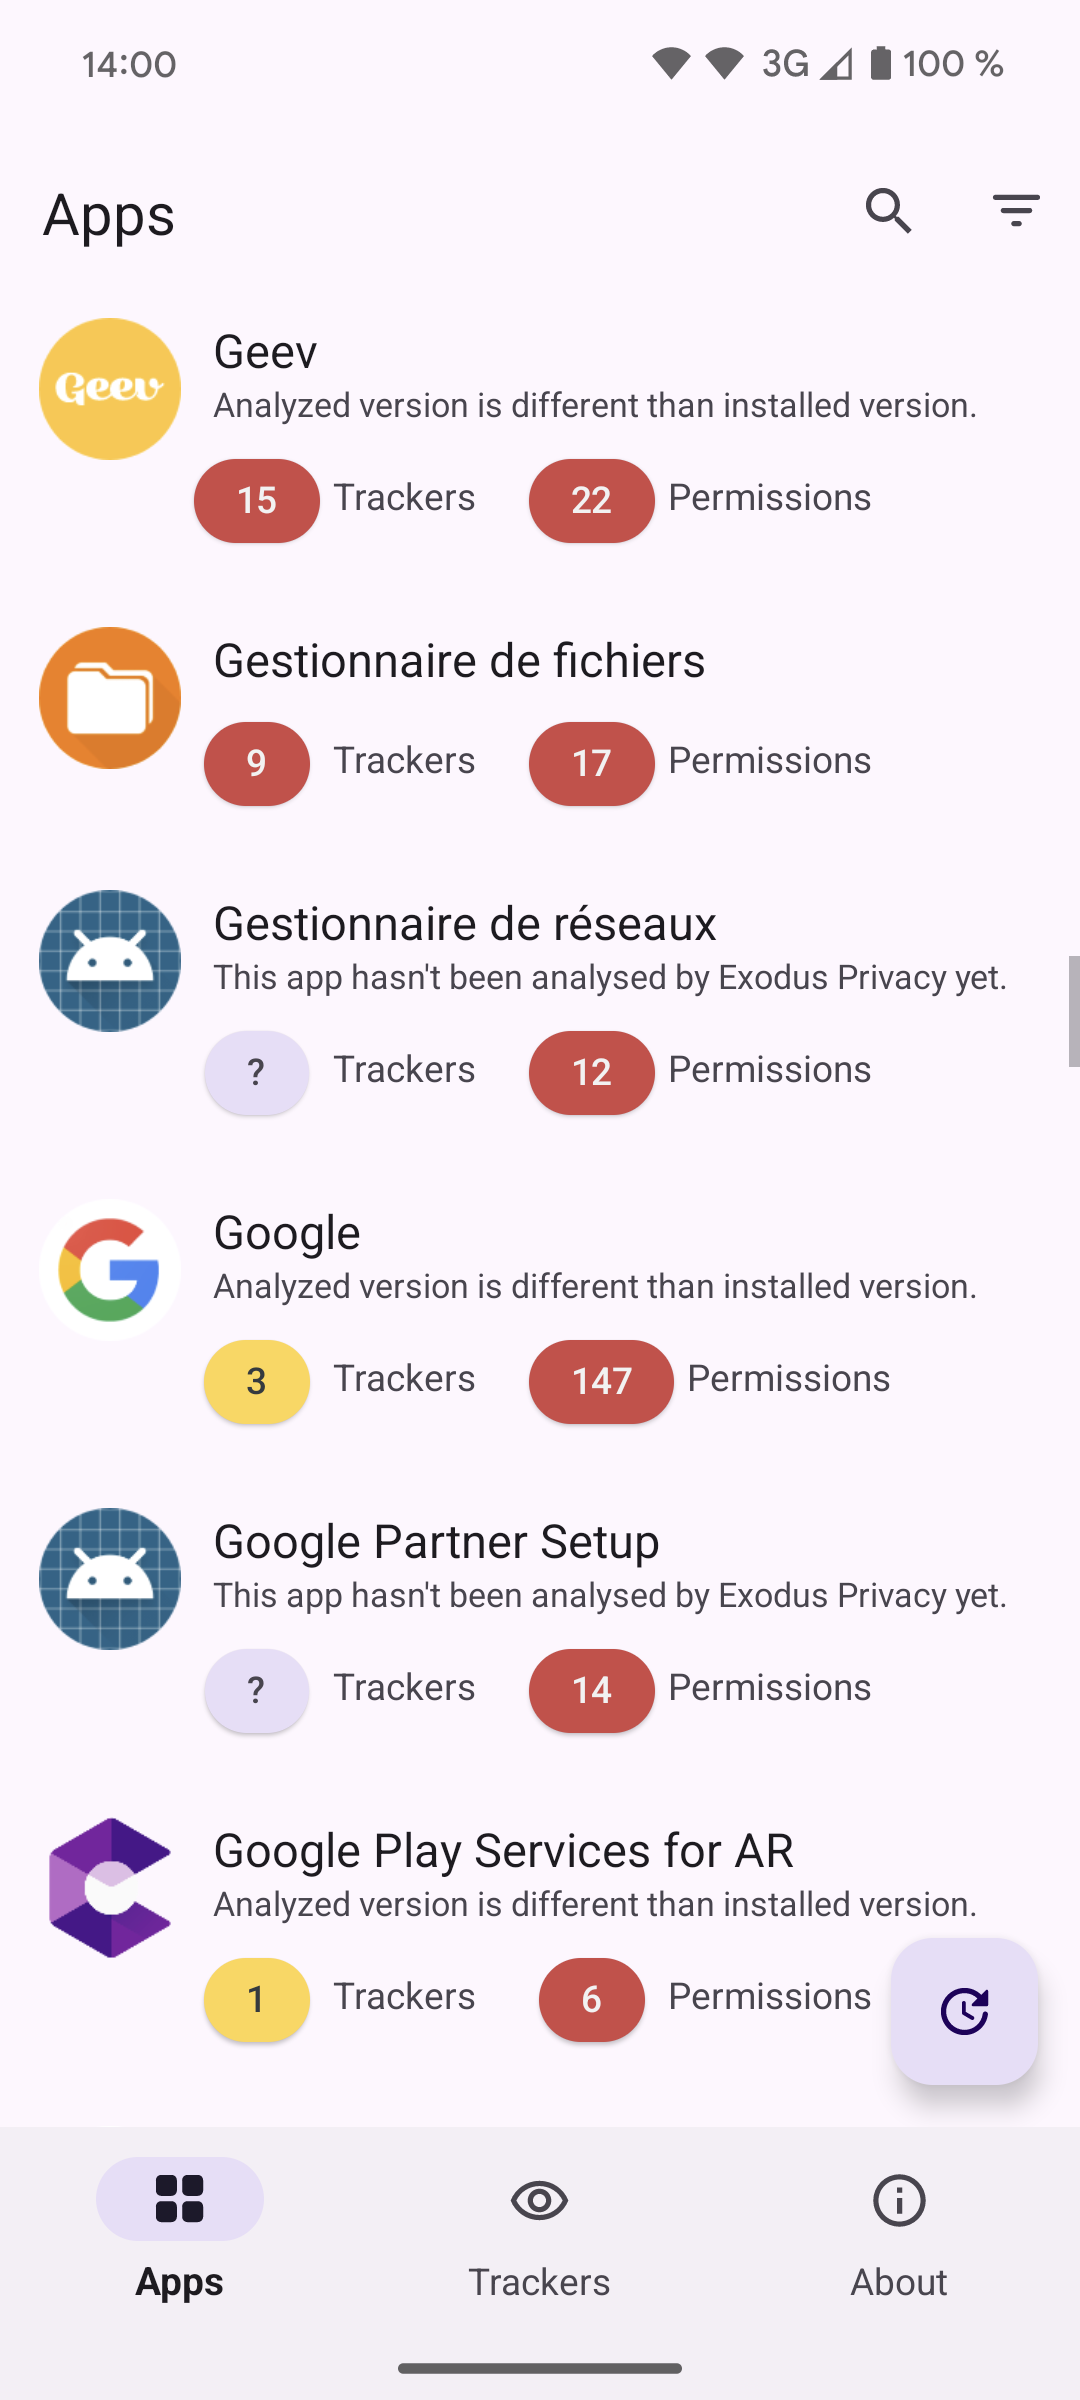 14:00
3G 100 %
Apps
Geev
Geev
Analyzed version is different than installed version.
15 Trackers 22 Permissions
Gestionnaire de fichiers
9 Trackers 17 Permissions
Gestionnaire de réseaux
This app hasn't been analysed by Exodus Privacy yet.
? Trackers 12 Permissions
Google
Analyzed version is different than installed version.
3 Trackers 147 Permissions
Google Partner Setup
This app hasn't been analysed by Exodus Privacy yet.
? Trackers 14 Permissions
Google Play Services for AR
Analyzed version is different than installed version.
1 Trackers 6 Permissions
Apps Trackers About